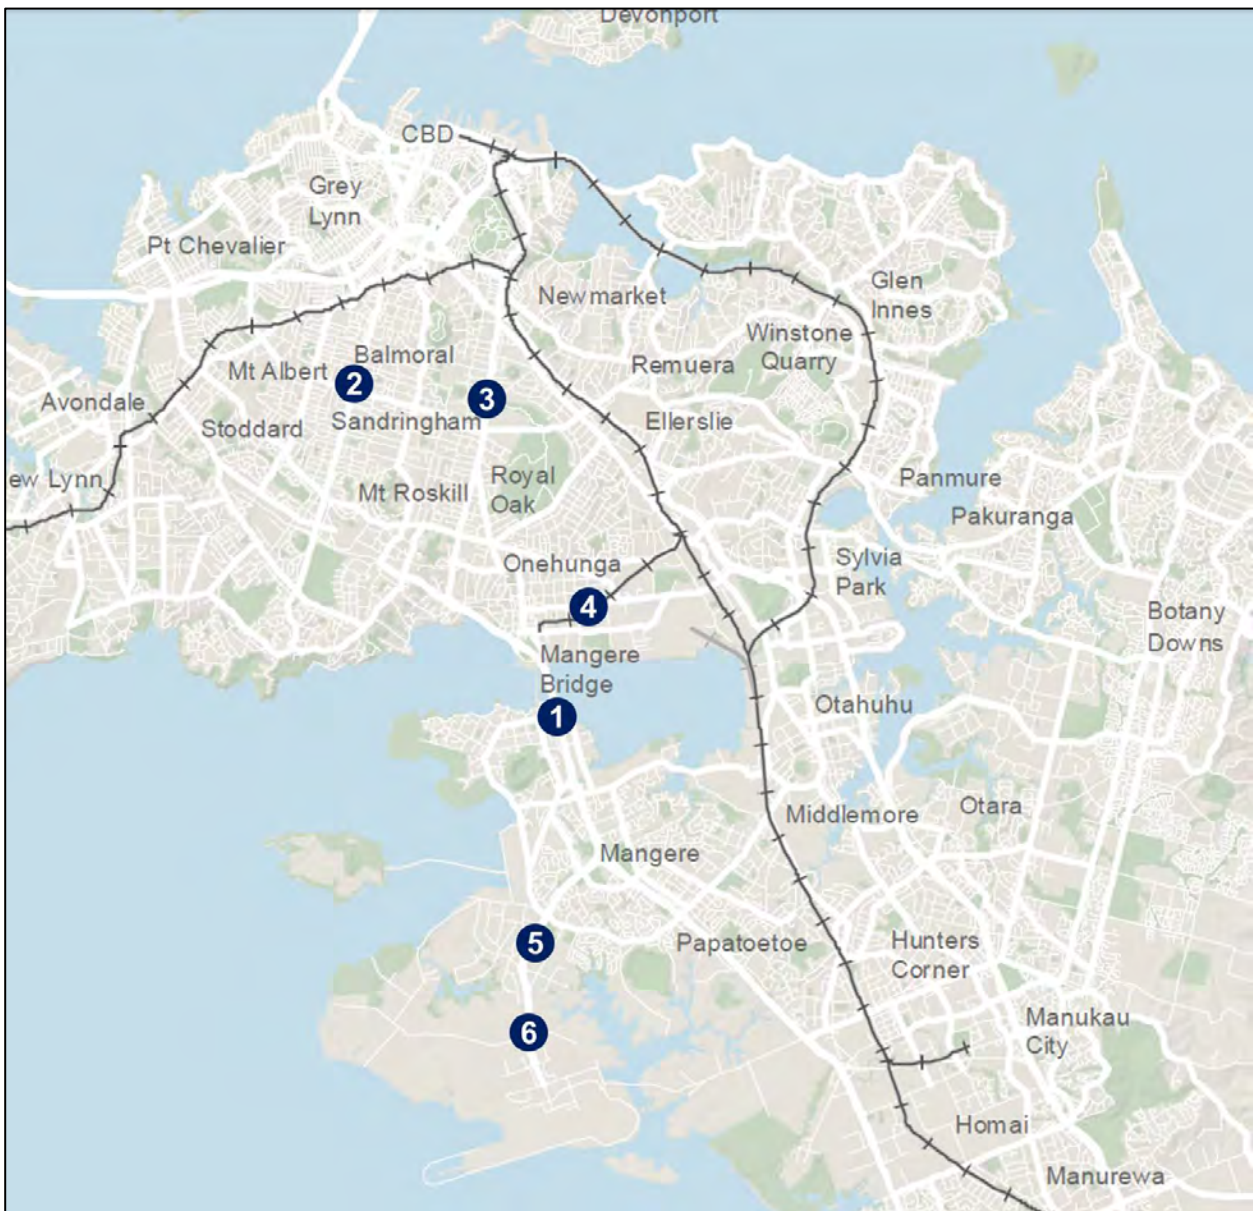 Devonport
CBD
Grey
Lynn
Pt Chevalier
Newmarket
Glen
Innes
Winstone
Quarry
Balmoral
Mt Albert
2
Remuera
3
Avondale
Stoddard
Sandringham
Ellerslie
ew Lynn
Mt Roskill
Royal
Oak
Panmure
Pakuranga
Onehunga
4
Sylvia
Park
Mangere
Bridge
1
Botany
Downs
Otahuhu
Middlemore
Otara
Mangere
5
Papatoetoe
Hunters
Corner
6
Manukau
City
Homai
Manurewa